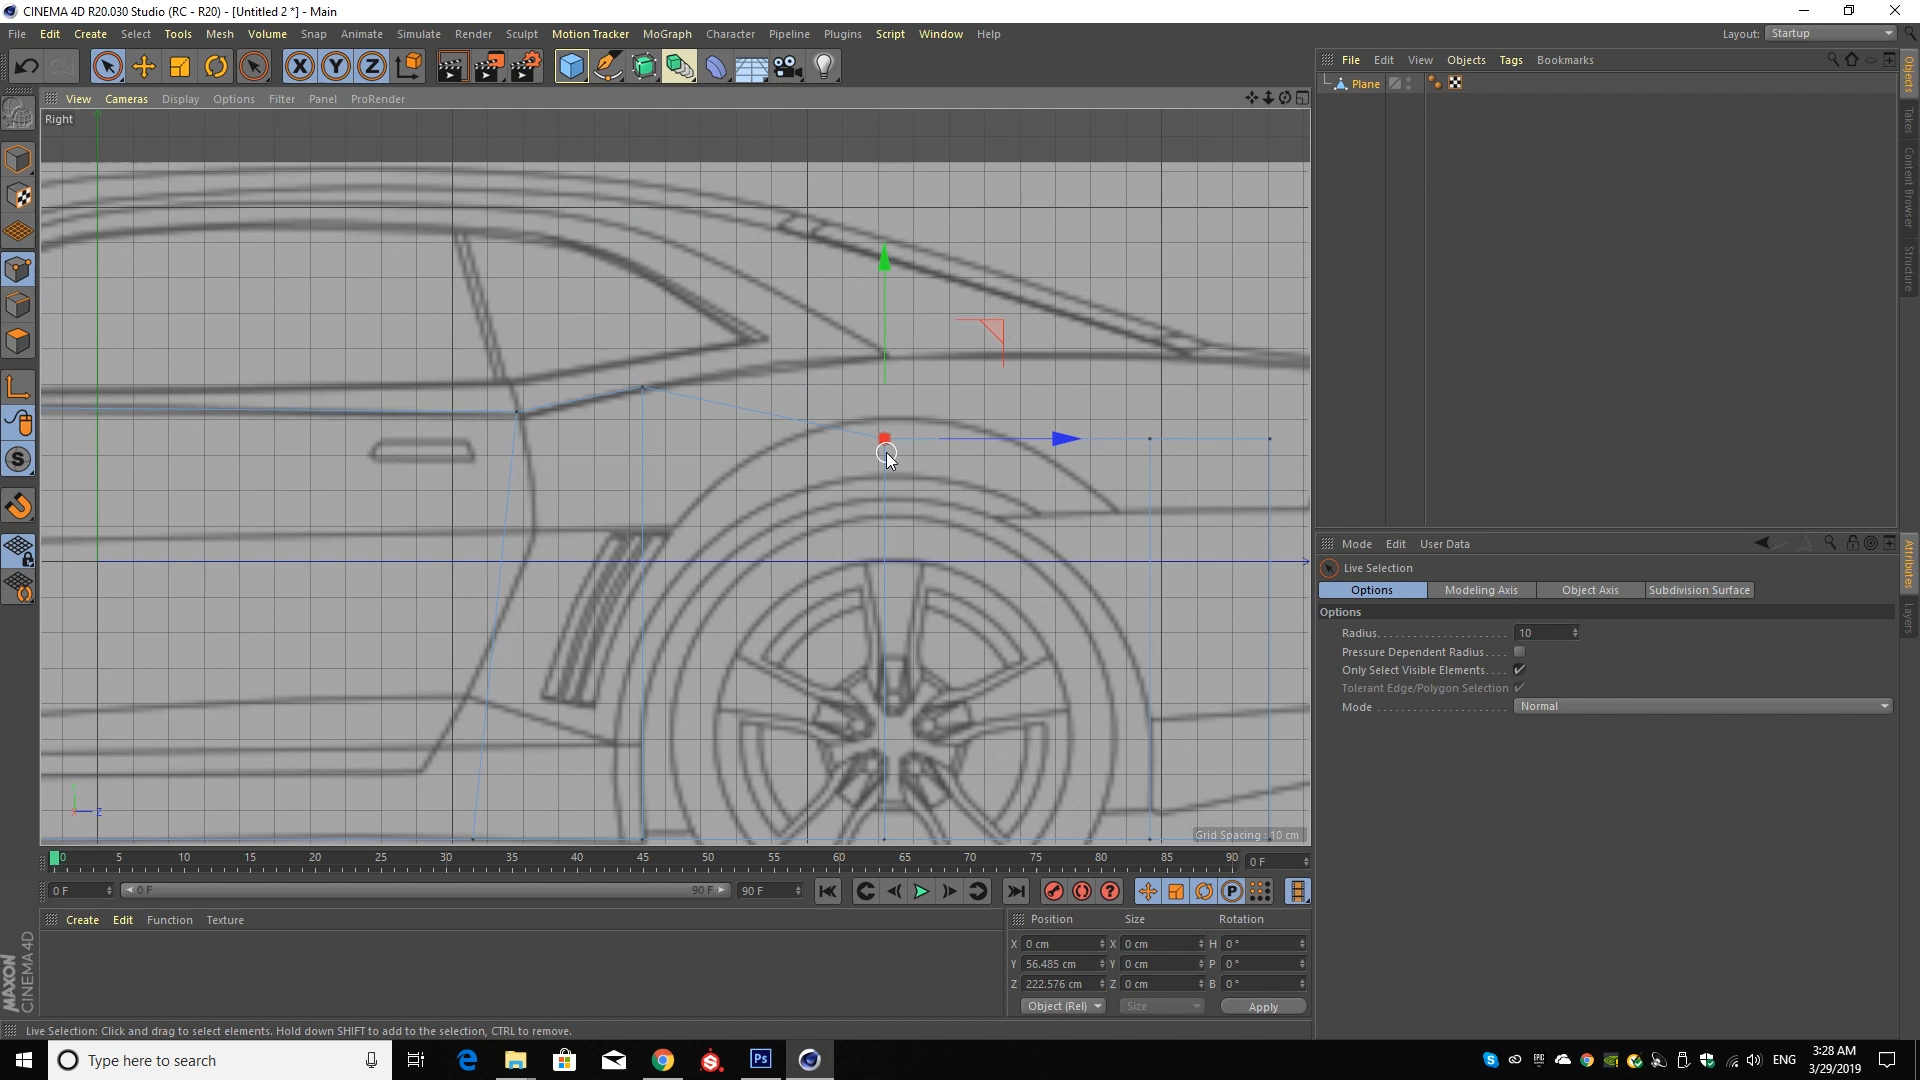 CINEMA 4D R20.030 Studio (RC - R20) - [Untitled 2 *] - Main
File Edit Create Select Tools Mesh Volume Snap Animate Simulate Render Sculpt Motion Tracker MoGraph Character Pipeline Plugins Script Window Help Layout: Startup
File Edit View Objects Tags Bookmarks
Plane
Objects
Takes
Content Browser
Structure
View Cameras Display Options Filter Panel ProRender
Right
Y
Z
Grid Spacing : 10 cm
Mode Edit User Data
Live Selection
Options Modeling Axis Object Axis Subdivision Surface
Options
Radius 10
Pressure Dependent Radius
Only Select Visible Elements
Tolerant Edge/Polygon Selection
Mode Normal
Attributes
Layers
0 5 10 15 20 25 30 35 40 45 50 55 60 65 70 75 80 85 90 0 F
0 F 0 F 90 F 90 F
Create Edit Function Texture
Position Size Rotation
X 0 cm X 0 cm H 0 °
Y 56.485 cm Y 0 cm P 0 °
Z 222.576 cm Z 0 cm B 0 °
Object (Rel) Size Apply
MAXON
CINEMA 4D
Live Selection: Click and drag to select elements. Hold down SHIFT to add to the selection, CTRL to remove.
Type here to search
Ps
ENG
3:28 AM
3/29/2019